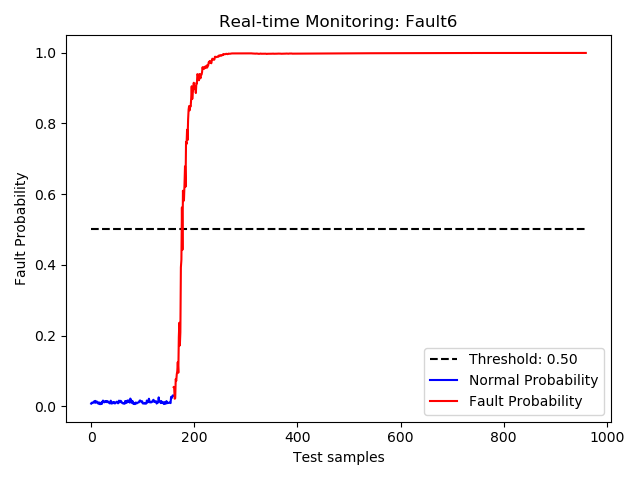 Real-time Monitoring: Fault6
1.0
0.8
0.6
0.4
0.2
0.0
Fault Probability
Threshold: 0.50
Normal Probability
Fault Probability
0
200
400
600
800
1000
Test samples